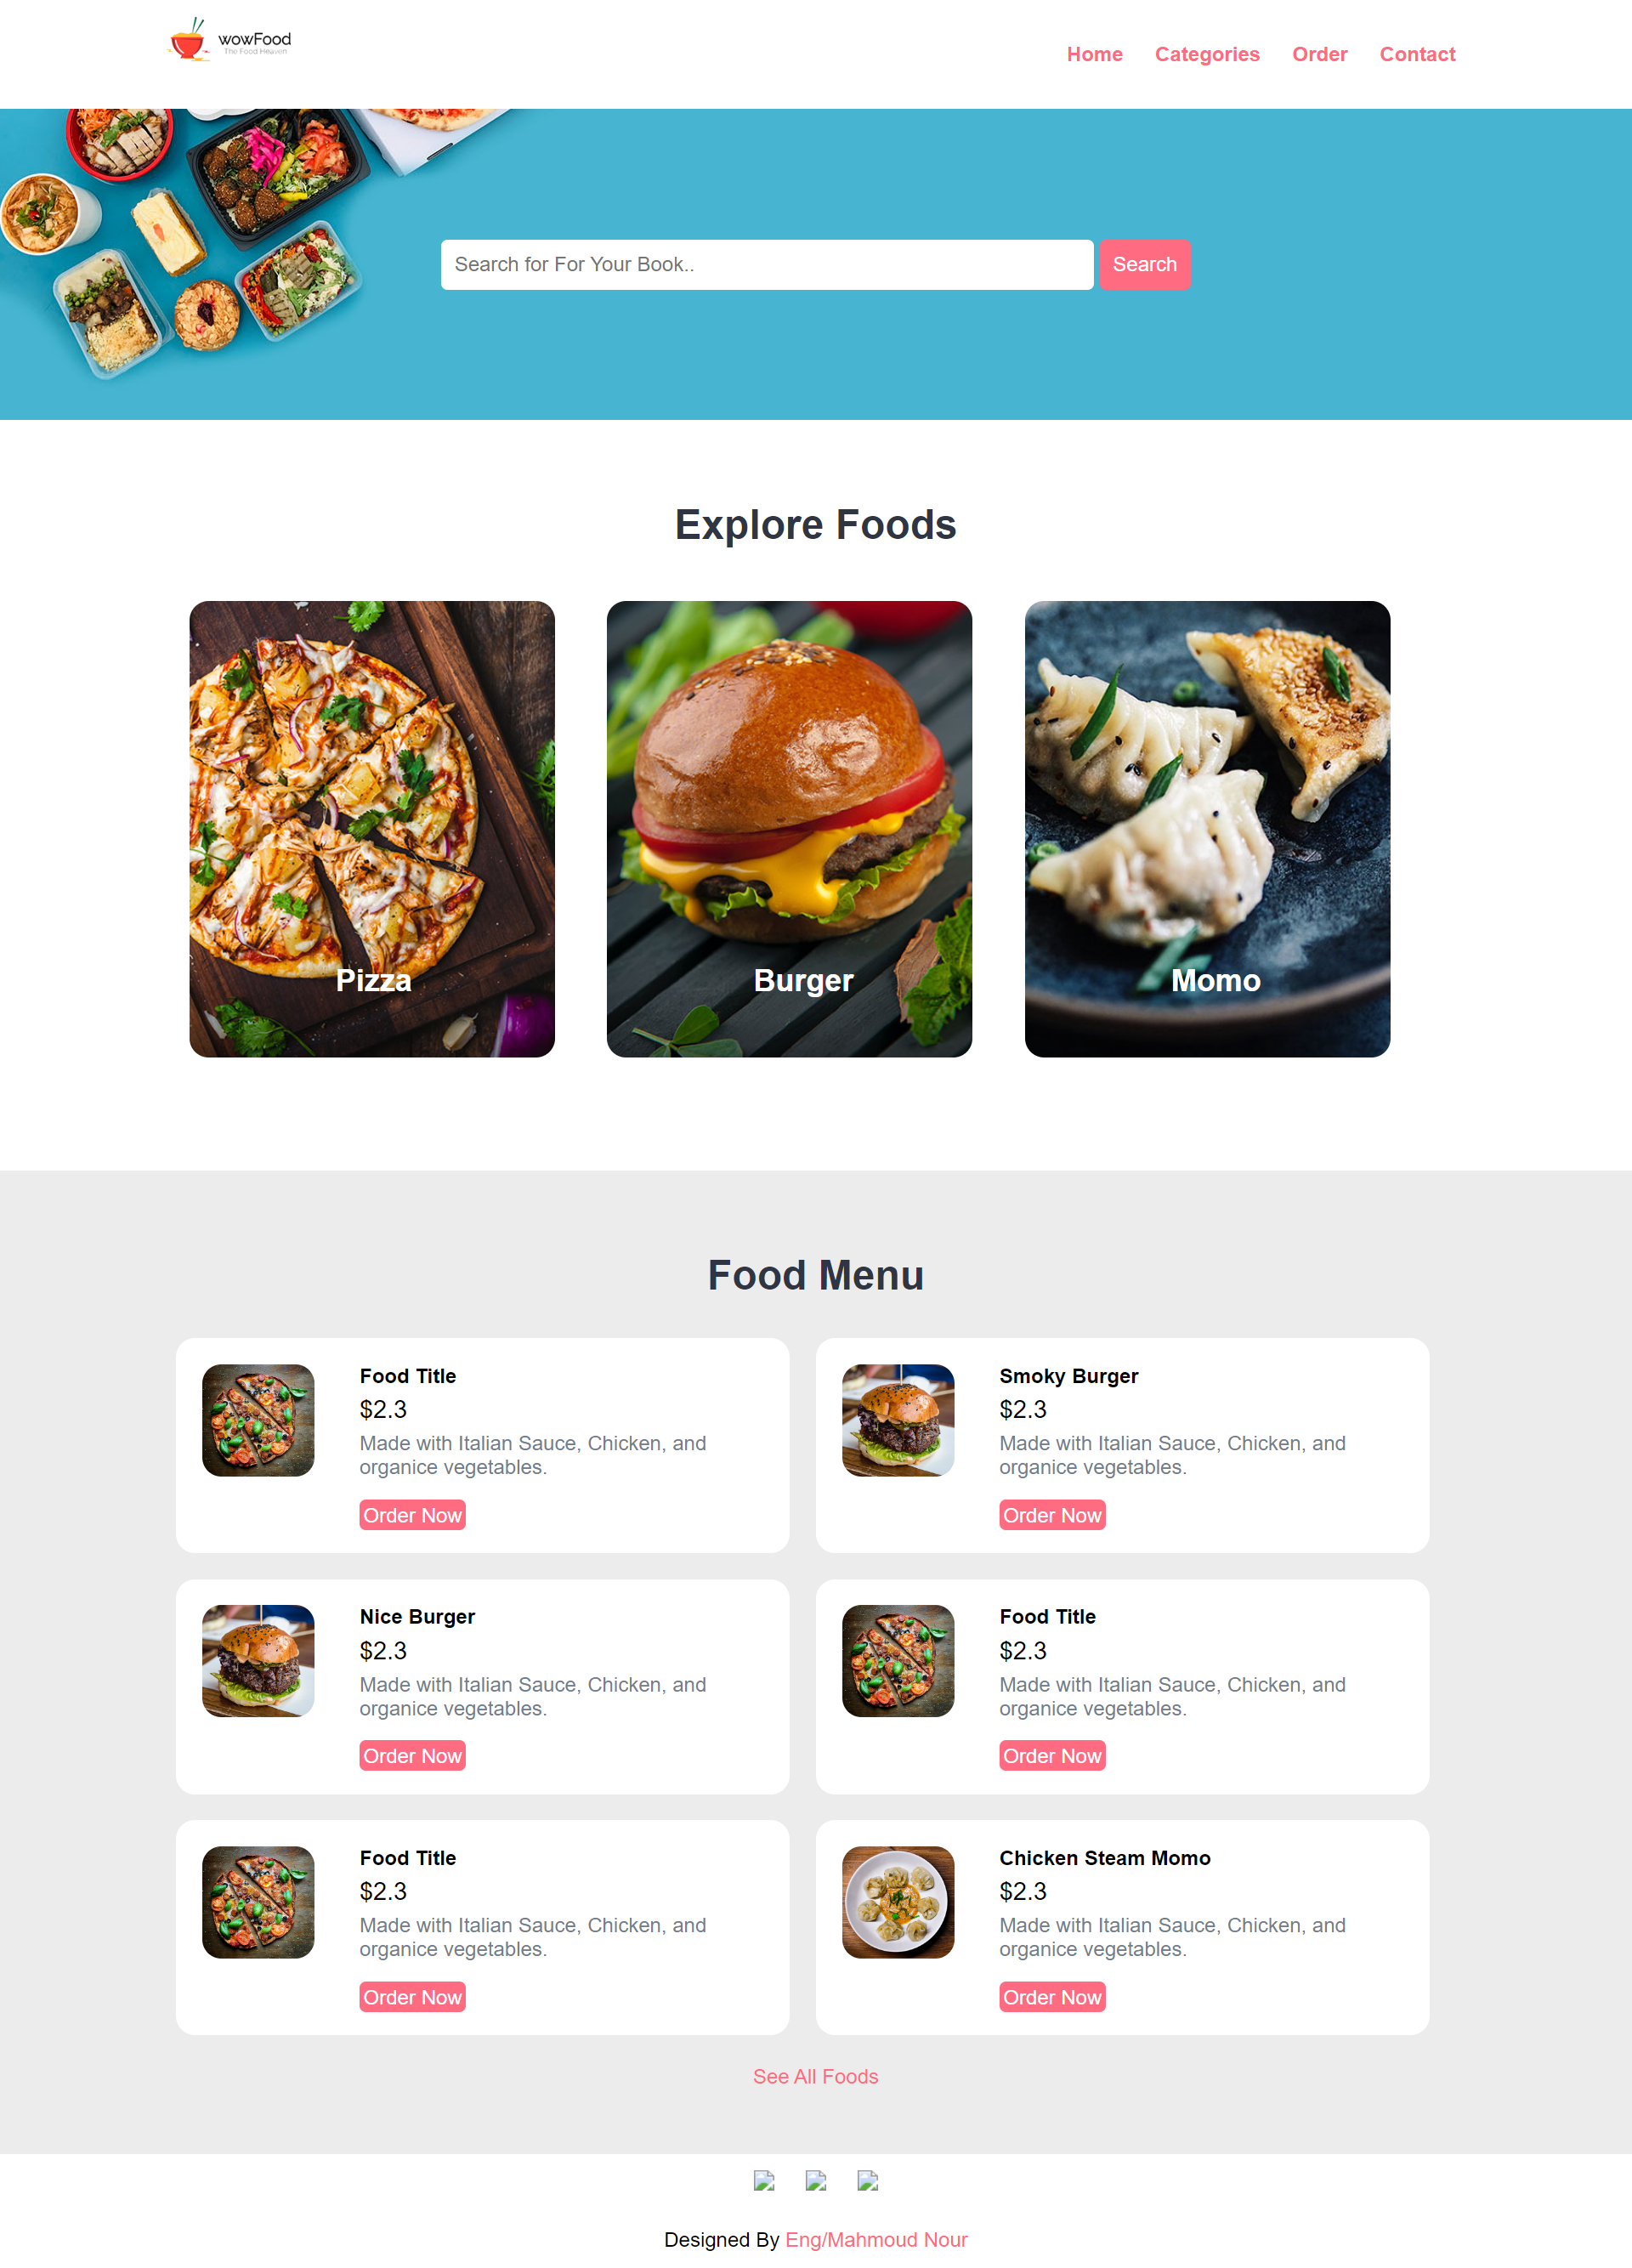 wowFood
The Food Heaven
Home Categories Order Contact
Search for For Your Book.. Search
Explore Foods
Pizza
Burger
Momo
Food Menu
Food Title
$2.3
Made with Italian Sauce, Chicken, and
organice vegetables.
Order Now
Smoky Burger
$2.3
Made with Italian Sauce, Chicken, and
organice vegetables.
Order Now
Nice Burger
$2.3
Made with Italian Sauce, Chicken, and
organice vegetables.
Order Now
Food Title
$2.3
Made with Italian Sauce, Chicken, and
organice vegetables.
Order Now
Food Title
$2.3
Made with Italian Sauce, Chicken, and
organice vegetables.
Order Now
Chicken Steam Momo
$2.3
Made with Italian Sauce, Chicken, and
organice vegetables.
Order Now
See All Foods
Designed By Eng/Mahmoud Nour